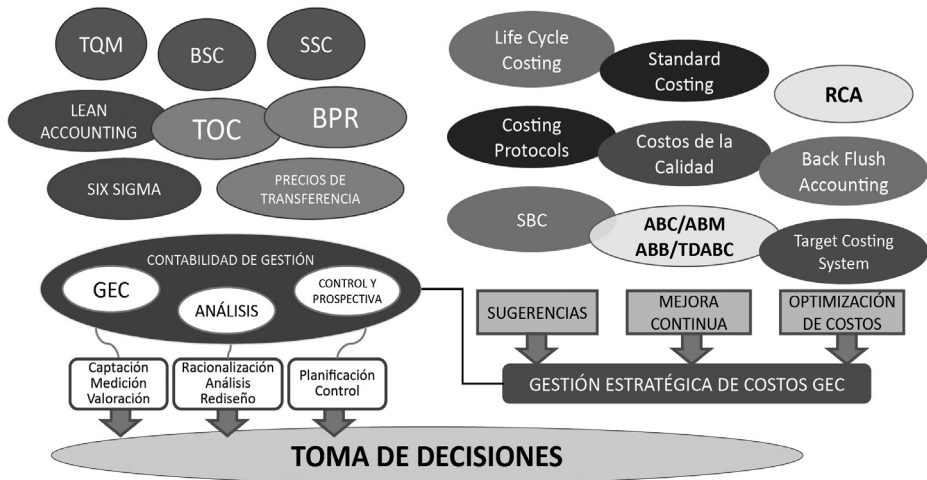 TQM
BSC
SSC
LEAN
ACCOUNTING
TOC
BPR
SIX SIGMA
PRECIOS DE
TRANSFERENCIA
Life Cycle
Costing
Standard
Costing
RCA
Costing
Protocols
Costos de la
Calidad
Back Flush
Accounting
SBC
ABC/ABM
ABB/TDABC
Target Costing
System
CONTABILIDAD DE GESTIÓN
GEC
ANÁLISIS
CONTROL Y
PROSPECTIVA
SUGERENCIAS
MEJORA
CONTINUA
OPTIMIZACIÓN
DE COSTOS
Captación
Medición
Valoración
Racionalización
Análisis
Rediseño
Planificación
Control
GESTIÓN ESTRATÉGICA DE COSTOS GEC
TOMA DE DECISIONES